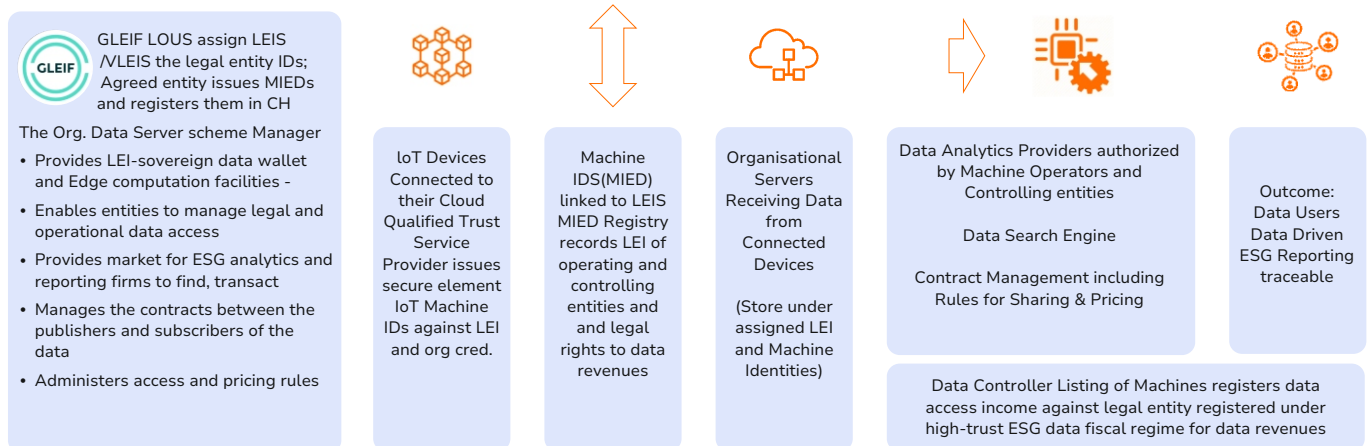 GLEIF
GLEIF LOUS assign LEIS
/VLEIS the legal entity IDs;
Agreed entity issues MIEDs
and registers them in CH
The Org. Data Server scheme Manager
• Provides LEI-sovereign data wallet
and Edge computation facilities -
• Enables entities to manage legal and
operational data access
• Provides market for ESG analytics and
reporting firms to find, transact
• Manages the contracts between the
publishers and subscribers of the
data
• Administers access and pricing rules
IoT Devices
Connected to
their Cloud
Qualified Trust
Service
Provider issues
secure element
IoT Machine
IDs against LEI
and org cred.
Machine
IDS(MIED)
linked to LEIS
MIED Registry
records LEI of
operating and
controlling
entities and
and legal
rights to data
revenues
Organisational
Servers
Receiving Data
from
Connected
Devices
(Store under
assigned LEI
and Machine
Identities)
Data Analytics Providers authorized
by Machine Operators and
Controlling entities
Data Search Engine
Contract Management including
Rules for Sharing & Pricing
Outcome:
Data Users
Data Driven
ESG Reporting
traceable
Data Controller Listing of Machines registers data
access income against legal entity registered under
high-trust ESG data fiscal regime for data revenues